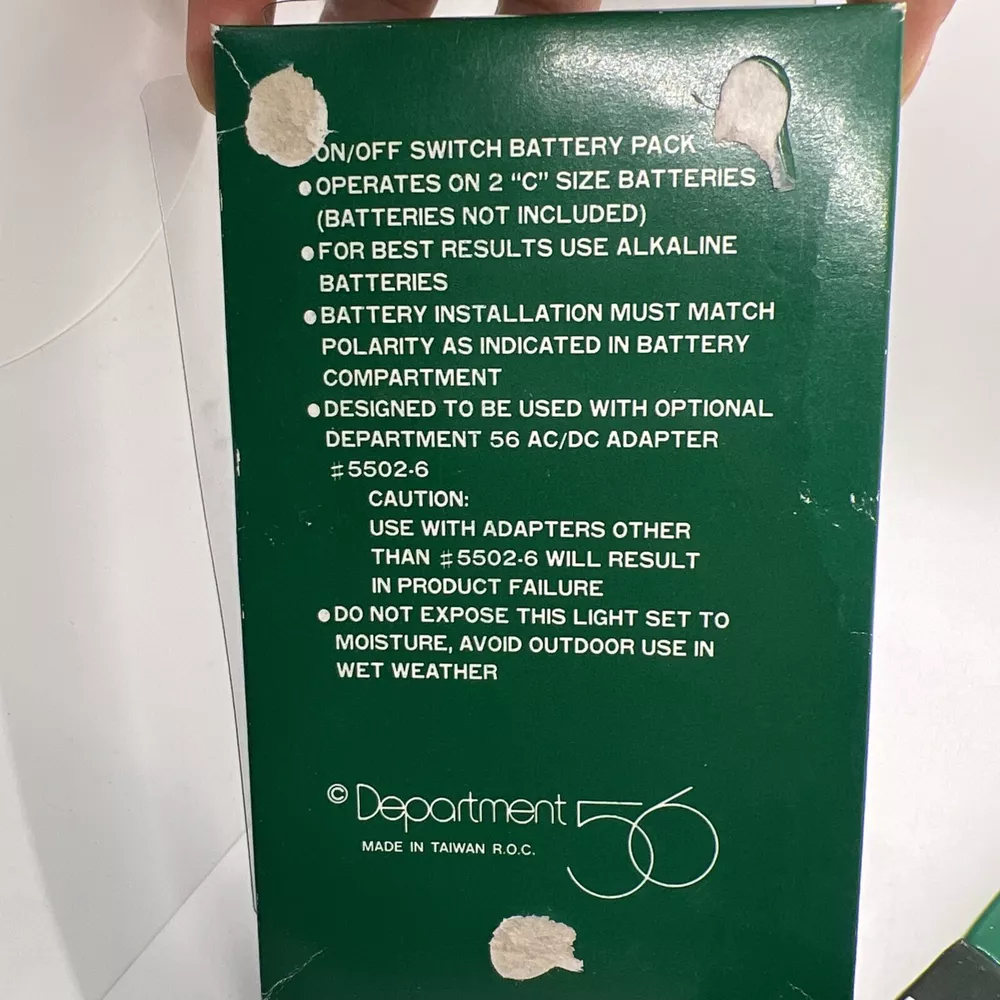 ON/OFF SWITCH BATTERY PACK
• OPERATES ON 2 “C” SIZE BATTERIES
(BATTERIES NOT INCLUDED)
• FOR BEST RESULTS USE ALKALINE
BATTERIES
• BATTERY INSTALLATION MUST MATCH
POLARITY AS INDICATED IN BATTERY
COMPARTMENT
• DESIGNED TO BE USED WITH OPTIONAL
DEPARTMENT 56 AC/DC ADAPTER
#5502-6
CAUTION:
USE WITH ADAPTERS OTHER
THAN #5502-6 WILL RESULT
IN PRODUCT FAILURE
• DO NOT EXPOSE THIS LIGHT SET TO
MOISTURE, AVOID OUTDOOR USE IN
WET WEATHER
© Department 56
MADE IN TAIWAN R.O.C.